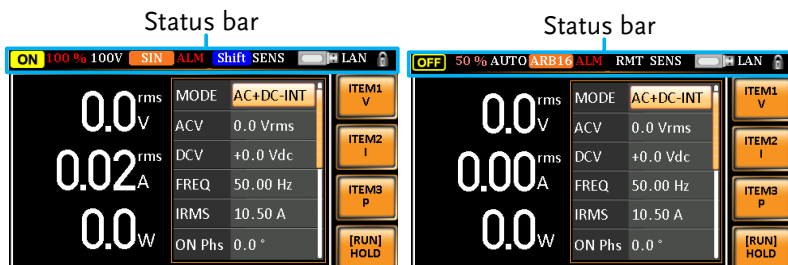 Status bar
ON 100 % 100V SIN ALM Shift SENS LAN
0.0 rms V
0.02 rms A
0.0 W
MODE AC+DC-INT
ACV 0.0 Vrms
DCV +0.0 Vdc
FREQ 50.00 Hz
IRMS 10.50 A
ON Phs 0.0 °
ITEM1
V
ITEM2
I
ITEM3
P
[RUN]
HOLD
Status bar
OFF 50 % AUTO ARB16 ALM RMT SENS LAN
0.0 rms V
0.00 rms A
0.0 W
MODE AC+DC-INT
ACV 0.0 Vrms
DCV +0.0 Vdc
FREQ 50.00 Hz
IRMS 10.50 A
ON Phs 0.0 °
ITEM1
V
ITEM2
I
ITEM3
P
[RUN]
HOLD